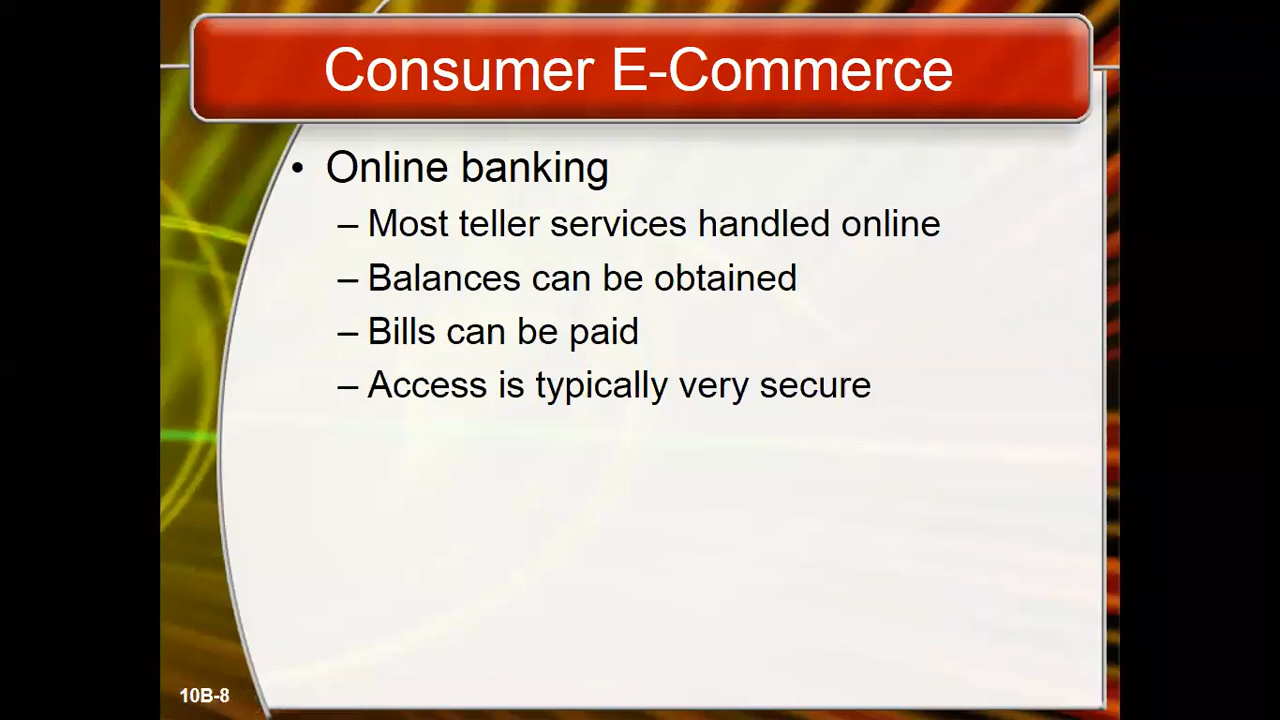 Consumer E-Commerce
• Online banking
– Most teller services handled online
– Balances can be obtained
– Bills can be paid
– Access is typically very secure
10B-8